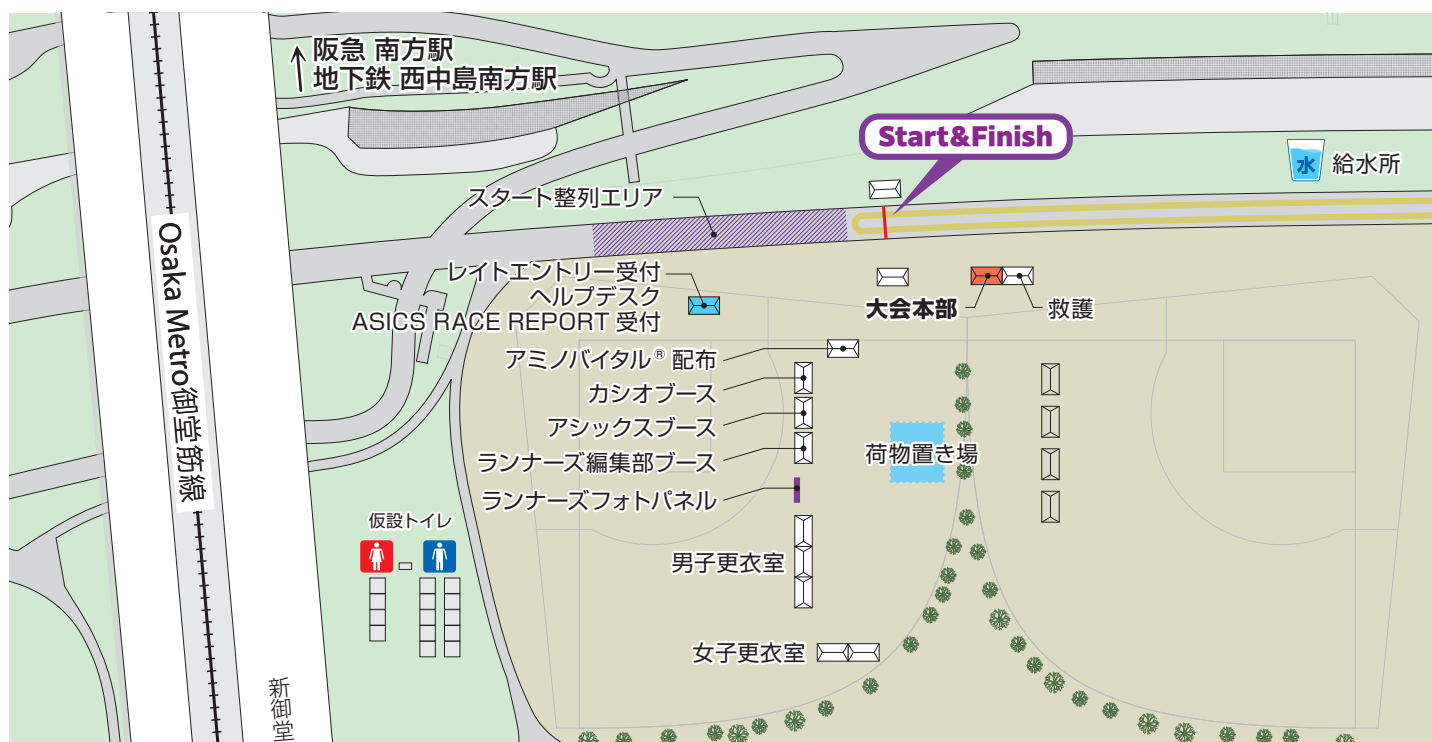 阪急 南方駅
地下鉄 西中島南方駅
Start&Finish
水 給水所
スタート整列エリア
Osaka Metro御堂筋線
レイトエントリー受付
ヘルプデスク
ASICS RACE REPORT 受付
大会本部
救護
アミノバイタル® 配布
カシオブース
アシックスブース
荷物置き場
ランナーズ編集部ブース
ランナーズフォトパネル
仮設トイレ
男子更衣室
女子更衣室
新御堂